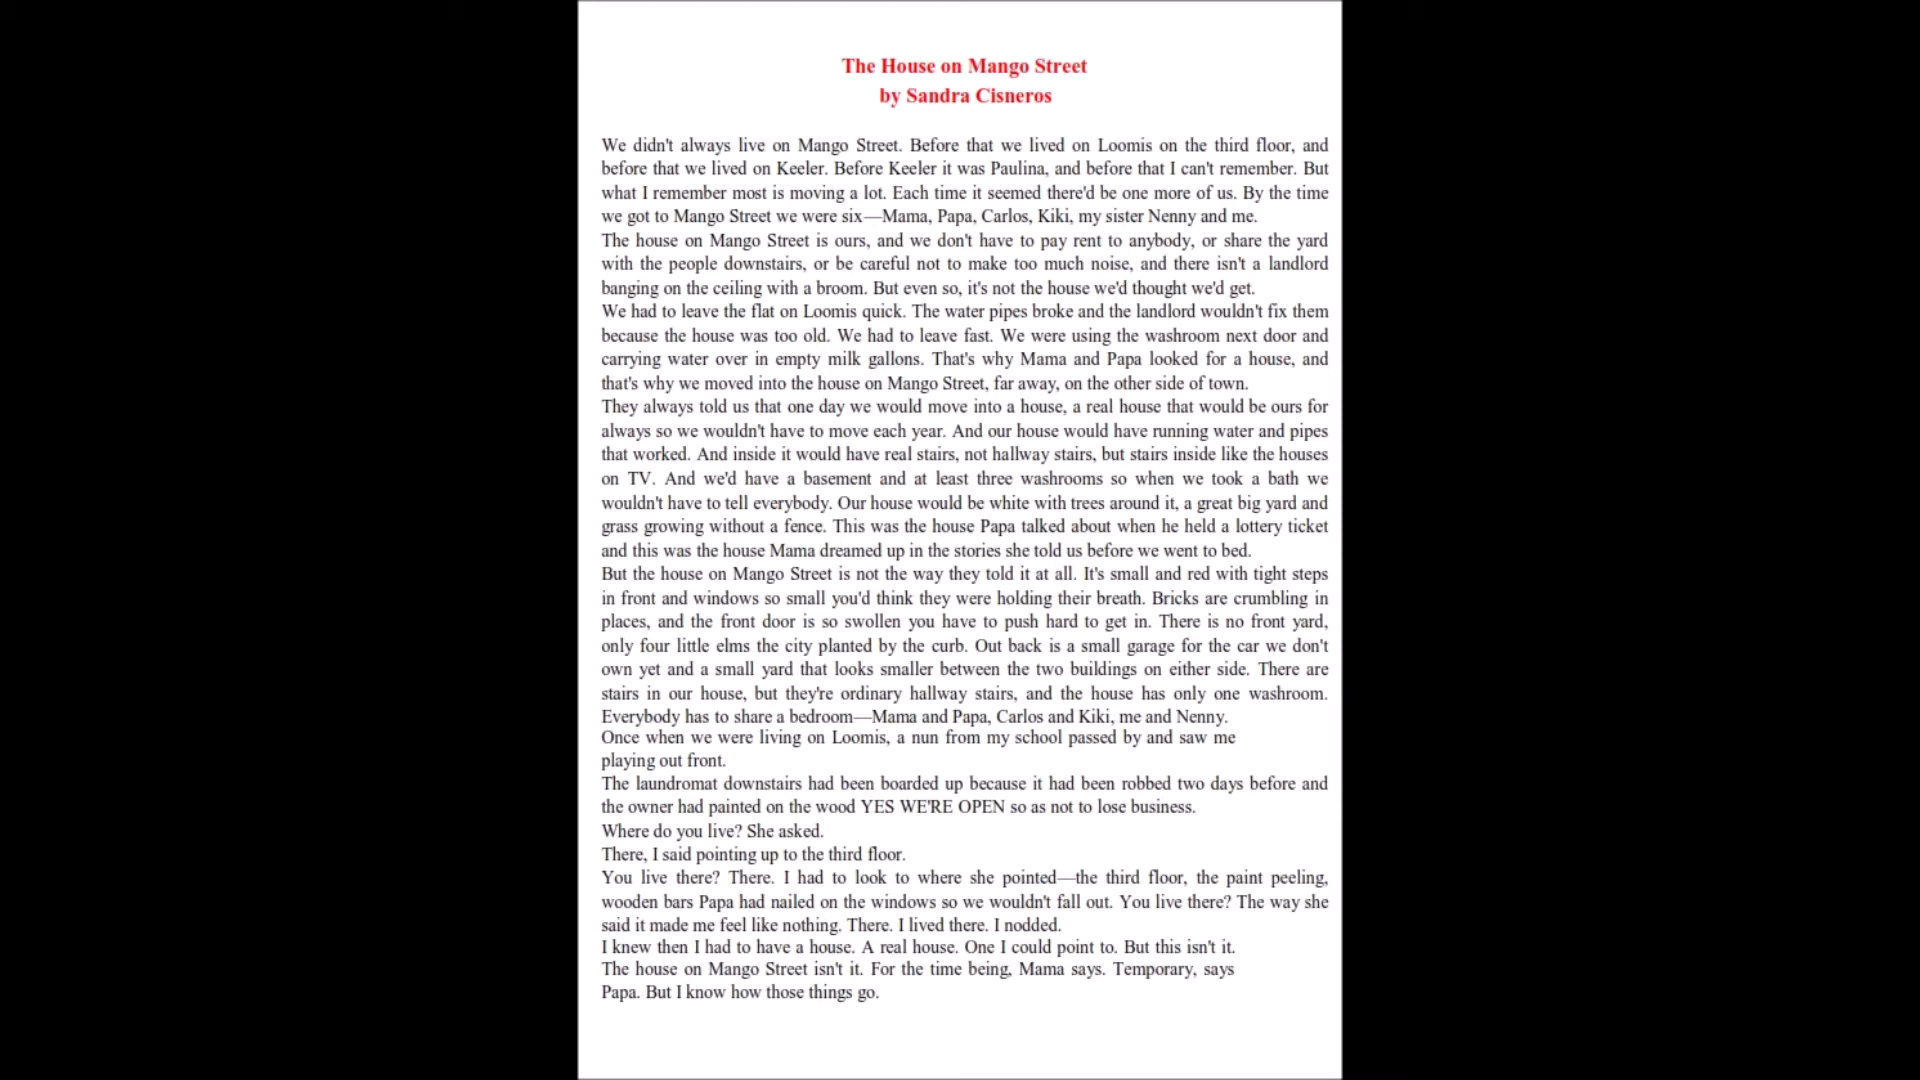 The House on Mango Street
by Sandra Cisneros
We didn't always live on Mango Street. Before that we lived on Loomis on the third floor, and
before that we lived on Keeler. Before Keeler it was Paulina, and before that I can't remember. But
what I remember most is moving a lot. Each time it seemed there'd be one more of us. By the time
we got to Mango Street we were six—Mama, Papa, Carlos, Kiki, my sister Nenny and me.
The house on Mango Street is ours, and we don't have to pay rent to anybody, or share the yard
with the people downstairs, or be careful not to make too much noise, and there isn't a landlord
banging on the ceiling with a broom. But even so, it's not the house we'd thought we'd get.
We had to leave the flat on Loomis quick. The water pipes broke and the landlord wouldn't fix them
because the house was too old. We had to leave fast. We were using the washroom next door and
carrying water over in empty milk gallons. That's why Mama and Papa looked for a house, and
that's why we moved into the house on Mango Street, far away, on the other side of town.
They always told us that one day we would move into a house, a real house that would be ours for
always so we wouldn't have to move each year. And our house would have running water and pipes
that worked. And inside it would have real stairs, not hallway stairs, but stairs inside like the houses
on TV. And we'd have a basement and at least three washrooms so when we took a bath we
wouldn't have to tell everybody. Our house would be white with trees around it, a great big yard and
grass growing without a fence. This was the house Papa talked about when he held a lottery ticket
and this was the house Mama dreamed up in the stories she told us before we went to bed.
But the house on Mango Street is not the way they told it at all. It's small and red with tight steps
in front and windows so small you'd think they were holding their breath. Bricks are crumbling in
places, and the front door is so swollen you have to push hard to get in. There is no front yard,
only four little elms the city planted by the curb. Out back is a small garage for the car we don't
own yet and a small yard that looks smaller between the two buildings on either side. There are
stairs in our house, but they're ordinary hallway stairs, and the house has only one washroom.
Everybody has to share a bedroom—Mama and Papa, Carlos and Kiki, me and Nenny.
Once when we were living on Loomis, a nun from my school passed by and saw me
playing out front.
The laundromat downstairs had been boarded up because it had been robbed two days before and
the owner had painted on the wood YES WE'RE OPEN so as not to lose business.
Where do you live? She asked.
There, I said pointing up to the third floor.
You live there? There. I had to look to where she pointed—the third floor, the paint peeling,
wooden bars Papa had nailed on the windows so we wouldn't fall out. You live there? The way she
said it made me feel like nothing. There. I lived there. I nodded.
I knew then I had to have a house. A real house. One I could point to. But this isn't it.
The house on Mango Street isn't it. For the time being, Mama says. Temporary, says
Papa. But I know how those things go.